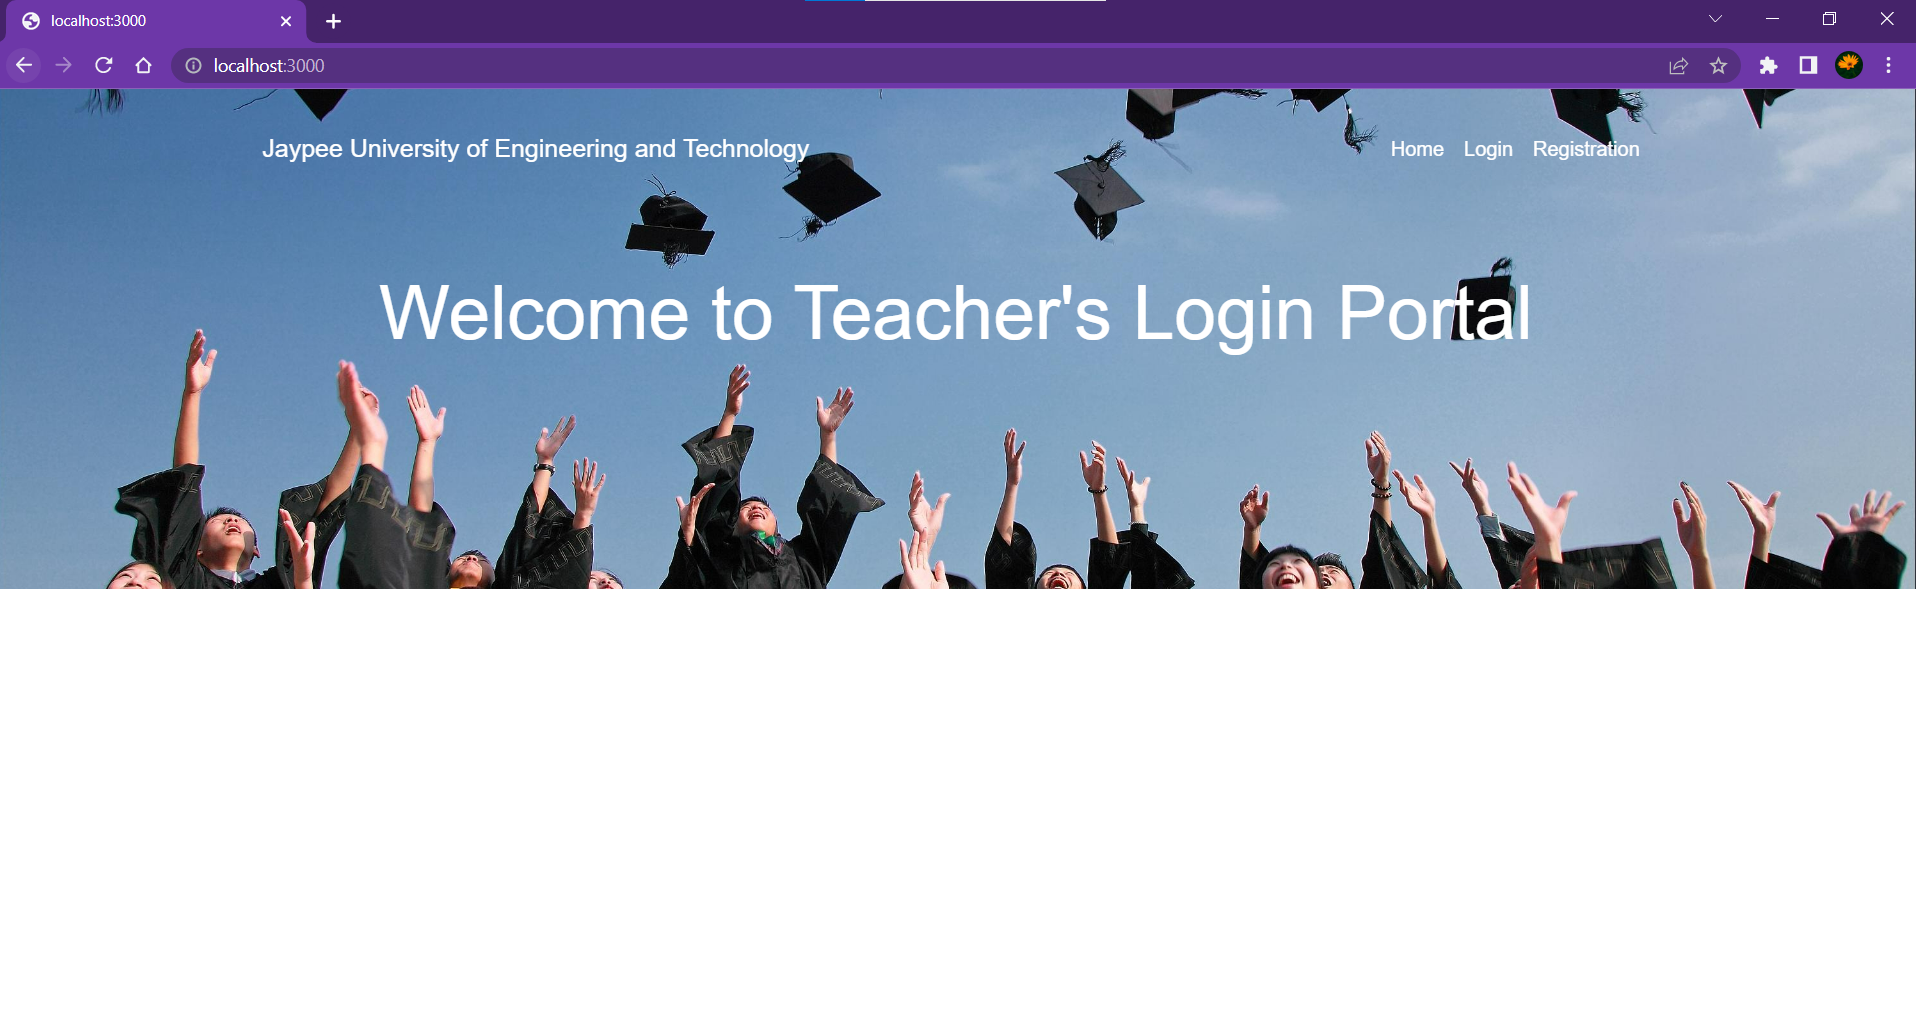 localhost:3000
localhost:3000
Jaypee University of Engineering and Technology
Home Login Registration
Welcome to Teacher's Login Portal